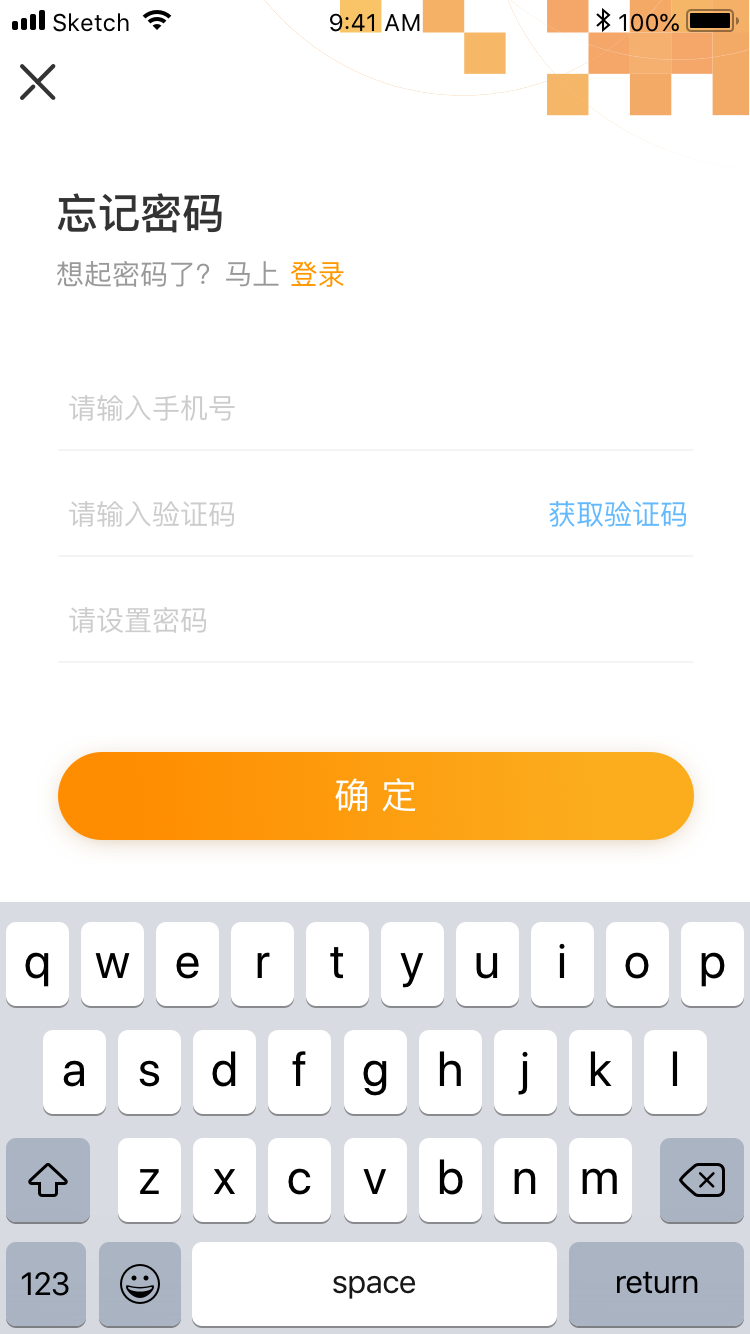 Sketch 9:41 AM 100%
忘记密码
想起密码了? 马上 登录
请输入手机号
请输入验证码 获取验证码
请设置密码
确 定
q w e r t y u i o p
a s d f g h j k l
z x c v b n m
123 space return